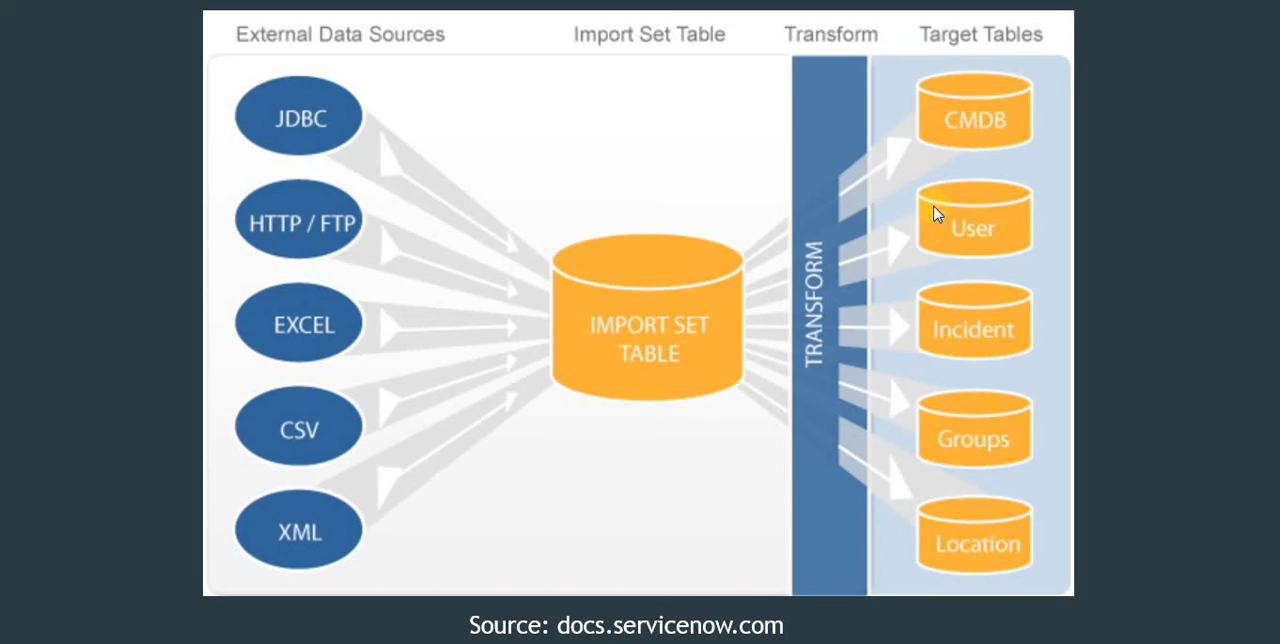 External Data Sources
Import Set Table
Transform
Target Tables
JDBC
HTTP / FTP
EXCEL
CSV
XML
IMPORT SET
TABLE
TRANSFORM
CMDB
User
Incident
Groups
Location
Source: docs.servicenow.com